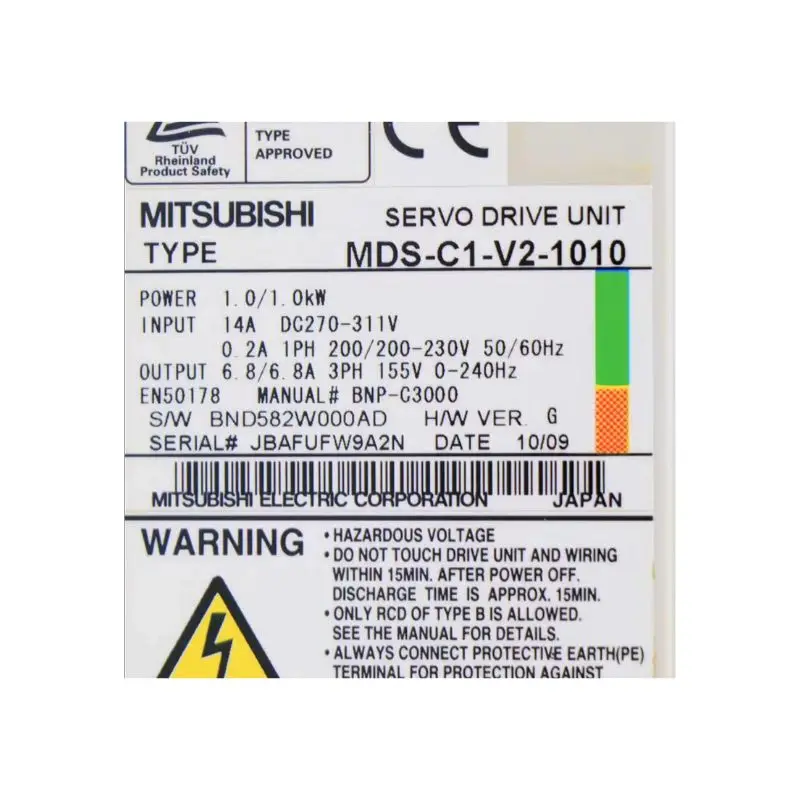 TÜV
Rheinland
Product Safety
TYPE
APPROVED
CE
MITSUBISHI SERVO DRIVE UNIT
TYPE MDS-C1-V2-1010
POWER 1.0/1.0kW
INPUT 14A DC270-311V
0.2A 1PH 200/200-230V 50/60Hz
OUTPUT 6.8/6.8A 3PH 155V 0-240Hz
EN50178 MANUAL# BNP-C3000
S/W BND582W000AD H/W VER. G
SERIAL# JBAFUFW9A2N DATE 10/09
MITSUBISHI ELECTRIC CORPORATION JAPAN
WARNING
• HAZARDOUS VOLTAGE
• DO NOT TOUCH DRIVE UNIT AND WIRING
WITHIN 15MIN. AFTER POWER OFF.
DISCHARGE TIME IS APPROX. 15MIN.
• ONLY RCD OF TYPE B IS ALLOWED.
SEE THE MANUAL FOR DETAILS.
• ALWAYS CONNECT PROTECTIVE EARTH(PE)
TERMINAL FOR PROTECTION AGAINST